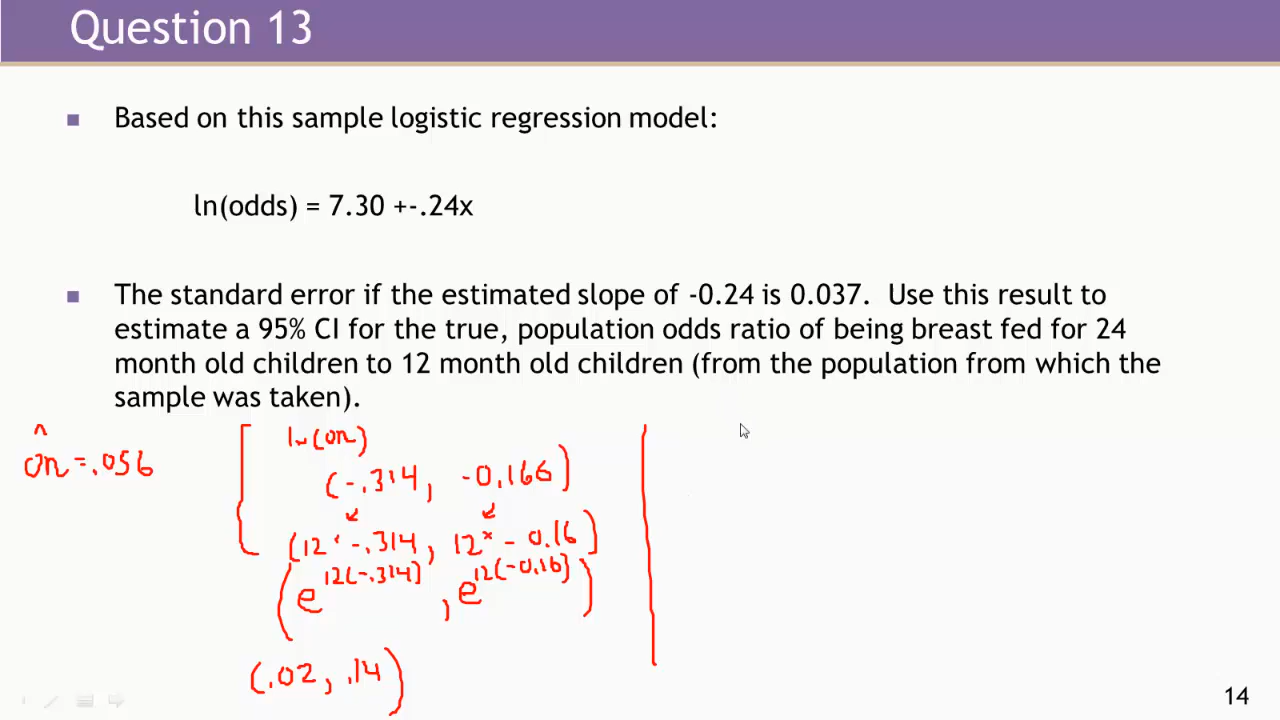 Question 13
Based on this sample logistic regression model:
ln(odds) = 7.30 +-.24x
The standard error if the estimated slope of -0.24 is 0.037. Use this result to
estimate a 95% CI for the true, population odds ratio of being breast fed for 24
month old children to 12 month old children (from the population from which the
sample was taken).
ôr = .056
ln(or)
(-.314, -0.166)
(12 * -.314, 12 * -0.16)
(e^12(-.314), e^12(-0.16))
(.02, .14)
14